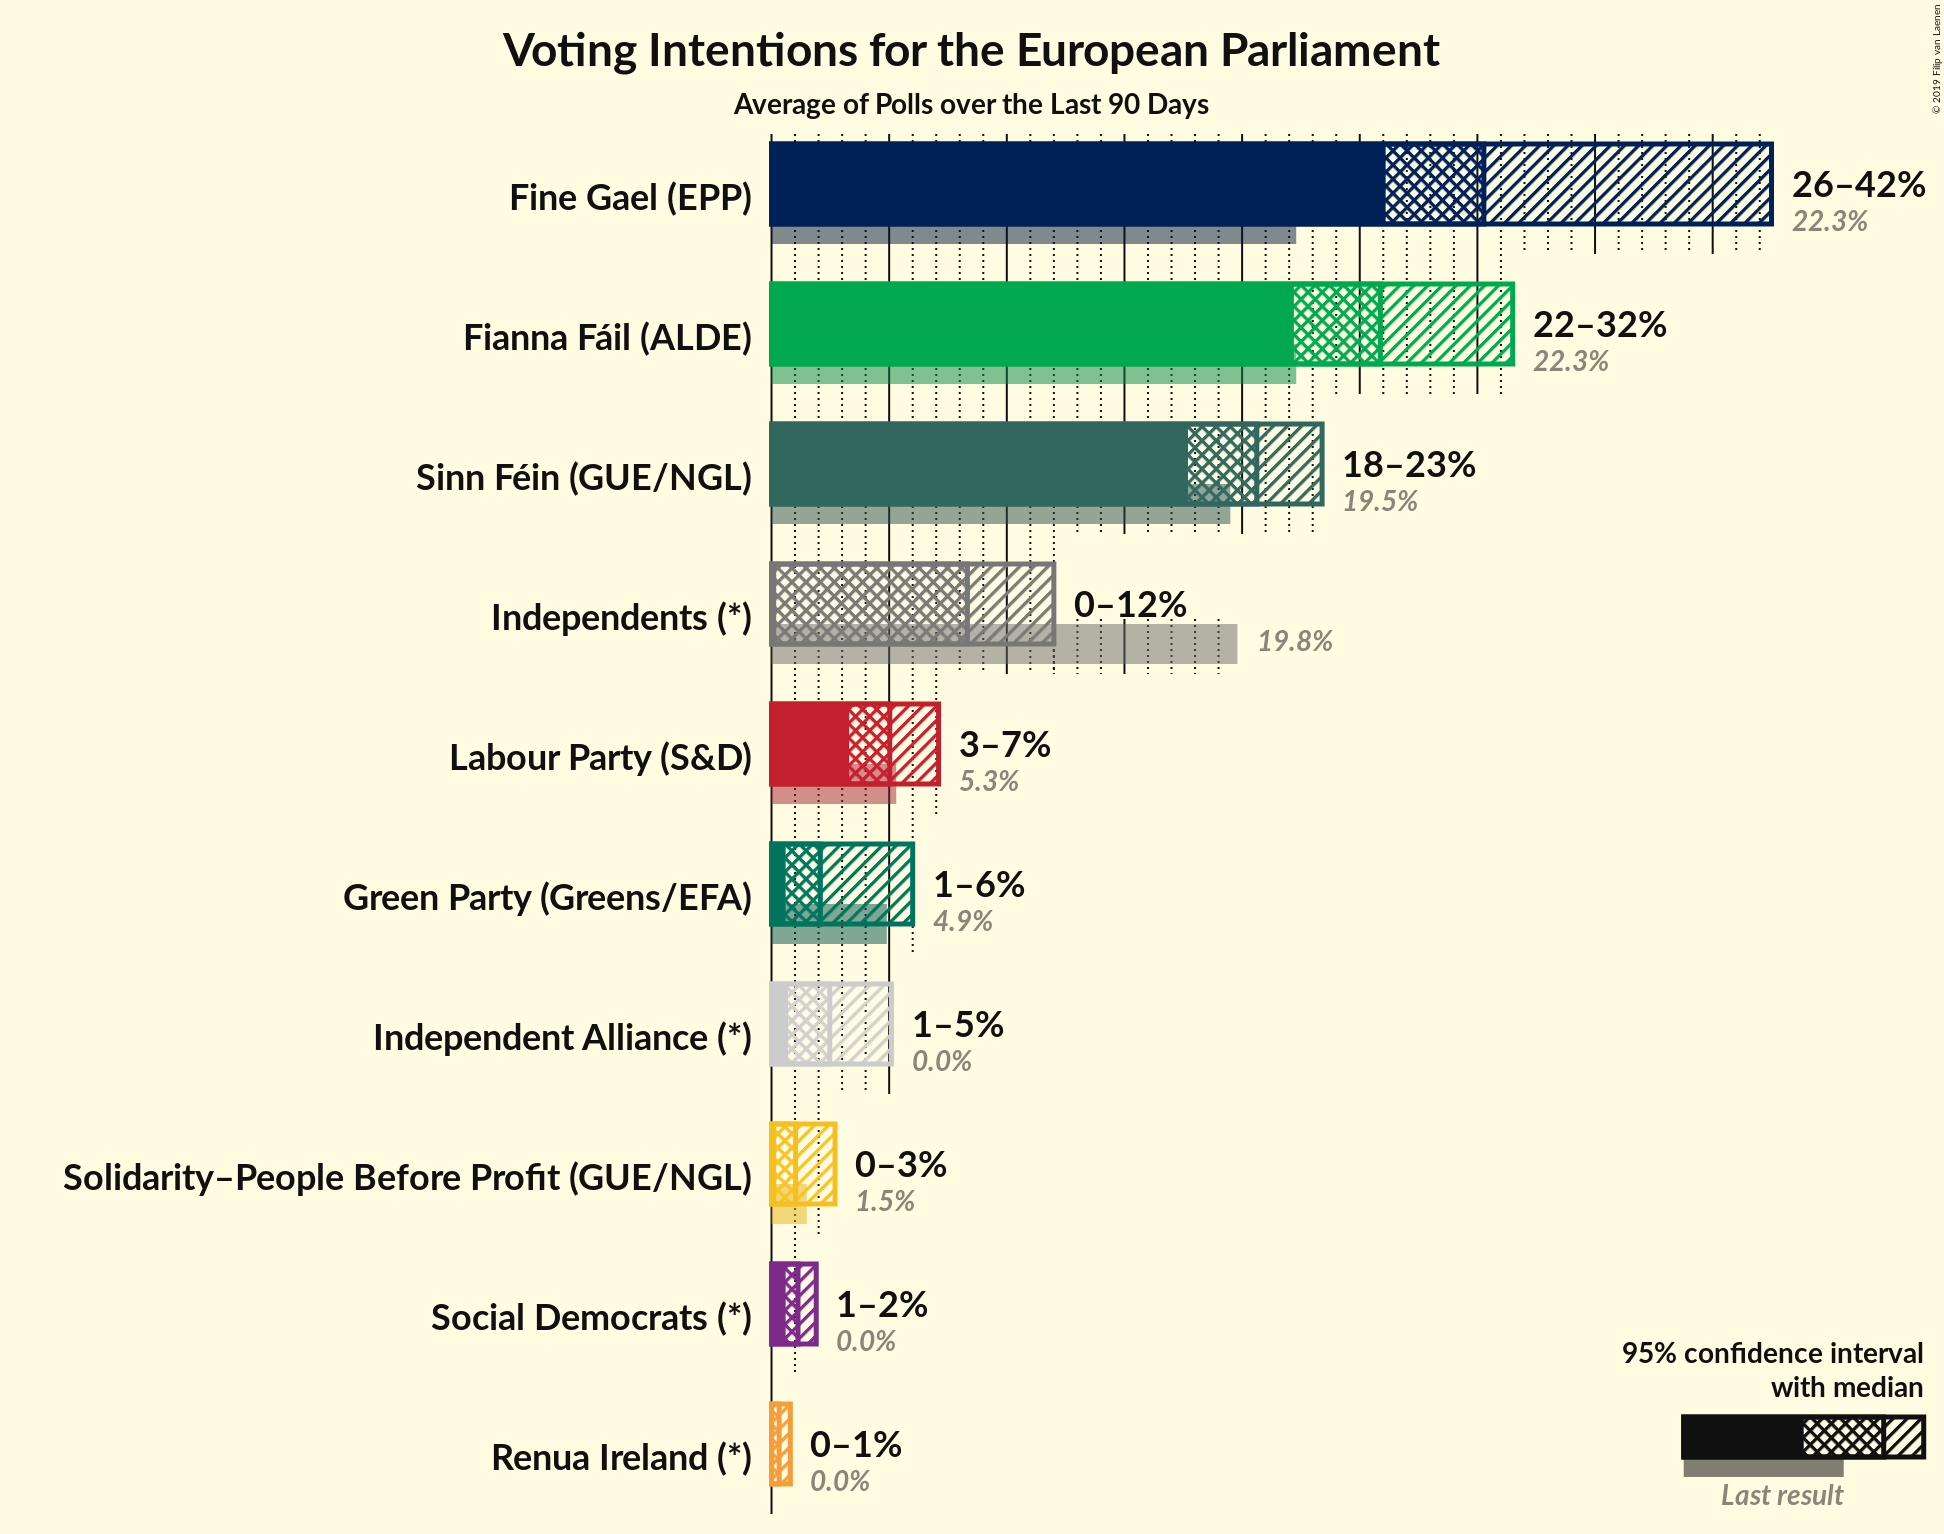 Voting Intentions for the European Parliament
Average of Polls over the Last 90 Days
© 2019 Filip van Laenen
Fine Gael (EPP)
26–42%
22.3%
Fianna Fáil (ALDE)
22–32%
22.3%
Sinn Féin (GUE/NGL)
18–23%
19.5%
Independents (*)
0–12%
19.8%
Labour Party (S&D)
3–7%
5.3%
Green Party (Greens/EFA)
1–6%
4.9%
Independent Alliance (*)
1–5%
0.0%
Solidarity–People Before Profit (GUE/NGL)
0–3%
1.5%
Social Democrats (*)
1–2%
0.0%
Renua Ireland (*)
0–1%
0.0%
95% confidence interval
with median
Last result